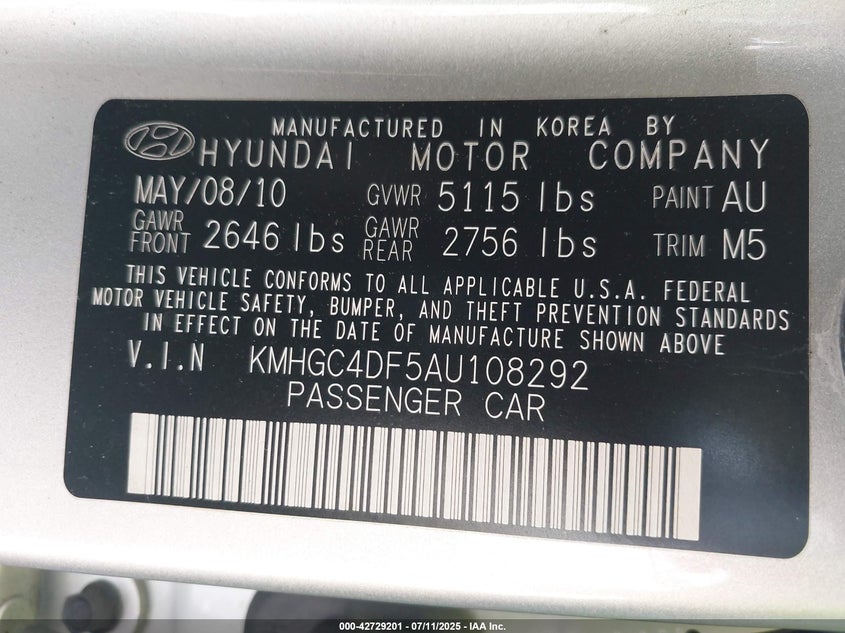 MANUFACTURED IN KOREA BY
HYUNDAI MOTOR COMPANY
MAY/08/10 GVWR 5115 lbs PAINT AU
GAWR FRONT 2646 lbs GAWR REAR 2756 lbs TRIM M5
THIS VEHICLE CONFORMS TO ALL APPLICABLE U.S.A. FEDERAL
MOTOR VEHICLE SAFETY, BUMPER, AND THEFT PREVENTION STANDARDS
IN EFFECT ON THE DATE OF MANUFACTURE SHOWN ABOVE
V.I.N KMHGC4DF5AU108292
PASSENGER CAR
000-42729201 - 07/11/2025 - IAA Inc.